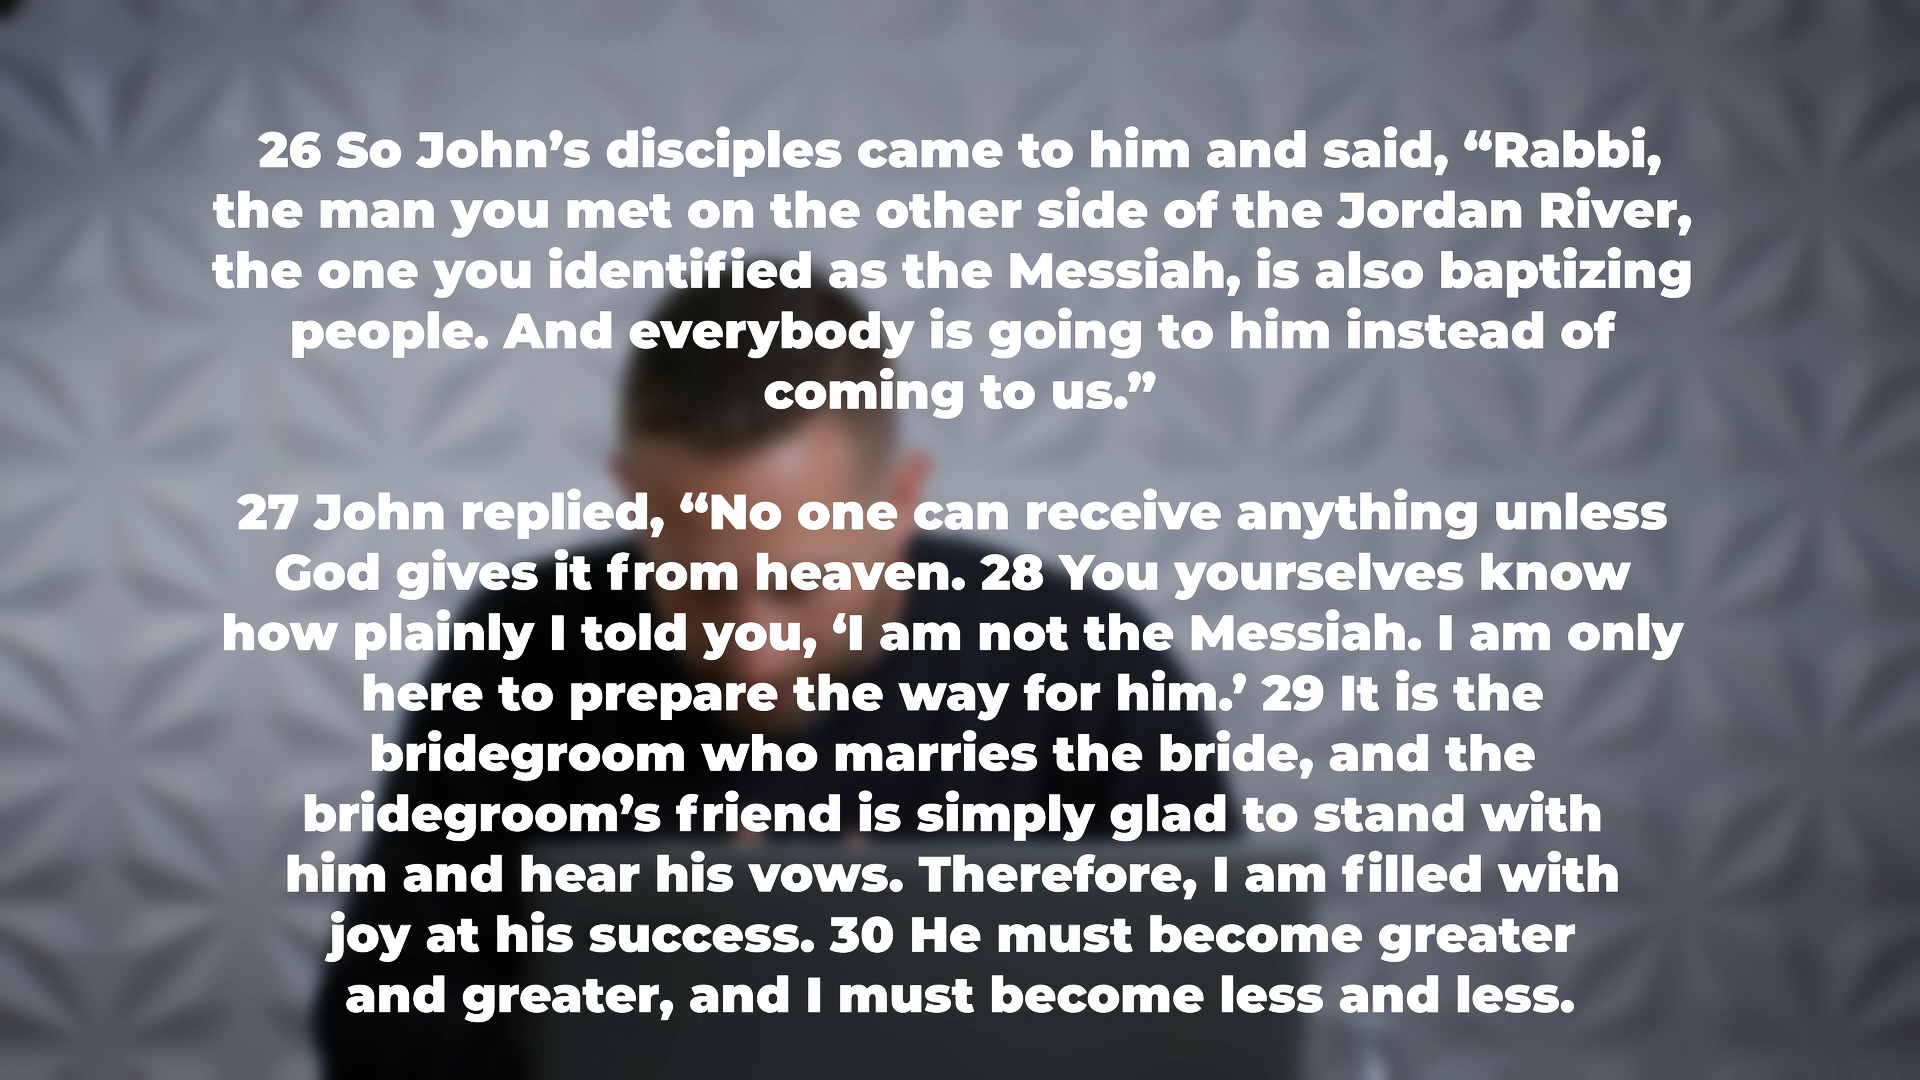 26 So John’s disciples came to him and said, “Rabbi,
the man you met on the other side of the Jordan River,
the one you identified as the Messiah, is also baptizing
people. And everybody is going to him instead of
coming to us.”
27 John replied, “No one can receive anything unless
God gives it from heaven. 28 You yourselves know
how plainly I told you, ‘I am not the Messiah. I am only
here to prepare the way for him.’ 29 It is the
bridegroom who marries the bride, and the
bridegroom’s friend is simply glad to stand with
him and hear his vows. Therefore, I am filled with
joy at his success. 30 He must become greater
and greater, and I must become less and less.